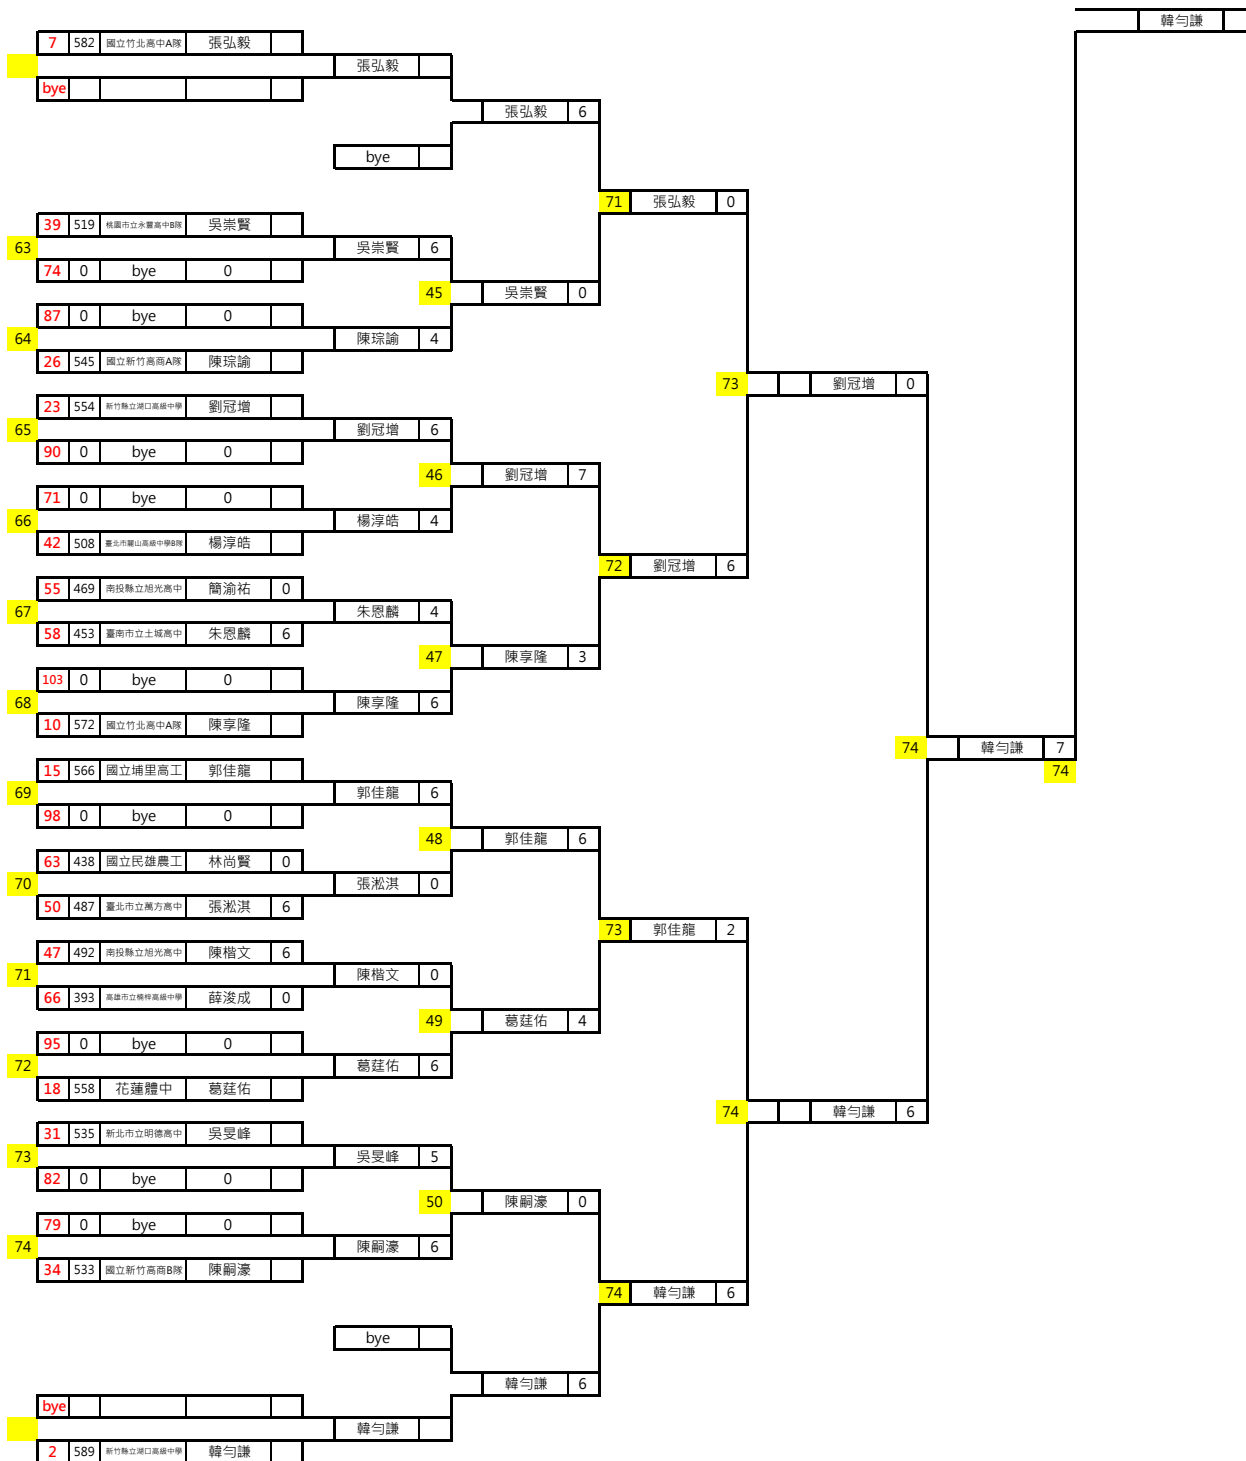 韓勻謙
7 582 國立竹北高中A隊 張弘毅
張弘毅
bye
張弘毅 6
bye
71 張弘毅 0
39 519 桃園市立永豐高中B隊 吳崇賢
63 吳崇賢 6
74 0 bye 0
45 吳崇賢 0
87 0 bye 0
64 陳琮諭 4
26 545 國立新竹高商A隊 陳琮諭
73 劉冠增 0
23 554 新竹縣立湖口高級中學 劉冠增
65 劉冠增 6
90 0 bye 0
46 劉冠增 7
71 0 bye 0
66 楊淳皓 4
42 508 臺北市麗山高級中學B隊 楊淳皓
72 劉冠增 6
55 469 南投縣立旭光高中 簡渝祐 0
67 朱恩麟 4
58 453 臺南市立土城高中 朱恩麟 6
47 陳享隆 3
103 0 bye 0
68 陳享隆 6
10 572 國立竹北高中A隊 陳享隆
74 韓勻謙 7
15 566 國立埔里高工 郭佳龍
74
69 郭佳龍 6
98 0 bye 0
48 郭佳龍 6
63 438 國立民雄農工 林尚賢 0
70 張淞淇 0
50 487 臺北市立萬方高中 張淞淇 6
73 郭佳龍 2
47 492 南投縣立旭光高中 陳楷文 6
71 陳楷文 0
66 393 高雄市立楠梓高級中學 薛浚成 0
49 葛莛佑 4
95 0 bye 0
72 葛莛佑 6
18 558 花蓮體中 葛莛佑
74 韓勻謙 6
31 535 新北市立明德高中 吳旻峰
73 吳旻峰 5
82 0 bye 0
50 陳嗣濠 0
79 0 bye 0
74 陳嗣濠 6
34 533 國立新竹高商B隊 陳嗣濠
74 韓勻謙 6
bye
韓勻謙 6
bye
韓勻謙
2 589 新竹縣立湖口高級中學 韓勻謙